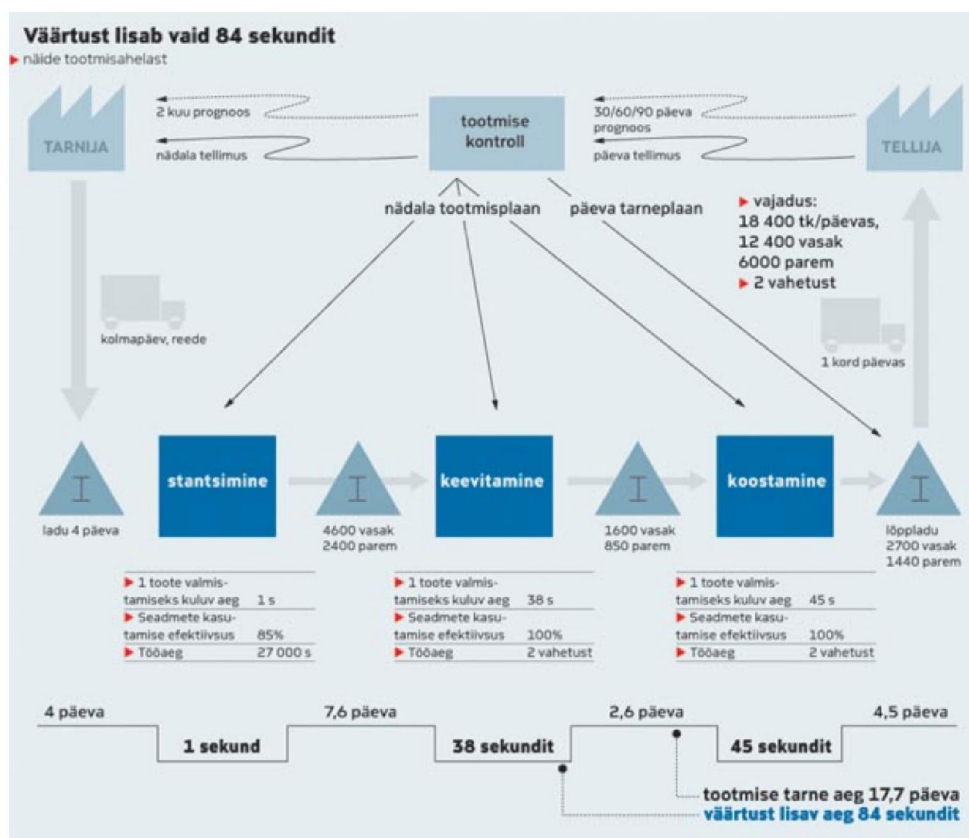 Väärtust lisab vaid 84 sekundit
näide tootmisahelast
TARNIJA
2 kuu prognoos
nädala tellimus
tootmise
kontroll
30/60/90 päeva
prognoos
päeva tellimus
TELLIJA
nädala tootmisplaan
päeva tarneplaan
vajadus:
18 400 tk/päevas,
12 400 vasak
6000 parem
2 vahetust
kolmapäev, reede
1 kord päevas
I
stantsimine
I
keevitamine
I
koostamine
I
ladu 4 päeva
4600 vasak
2400 parem
1600 vasak
850 parem
lõppladu
2700 vasak
1440 parem
1 toote valmis-
tamiseks kuluv aeg 1 s
Seadmete kasu-
tamise efektiivsus 85%
Tööaeg 27 000 s
1 toote valmis-
tamiseks kuluv aeg 38 s
Seadmete kasu-
tamise efektiivsus 100%
Tööaeg 2 vahetust
1 toote valmis-
tamiseks kuluv aeg 45 s
Seadmete kasu-
tamise efektiivsus 100%
Tööaeg 2 vahetust
4 päeva
1 sekund
7,6 päeva
38 sekundit
2,6 päeva
45 sekundit
4,5 päeva
tootmise tarne aeg 17,7 päeva
väärtust lisav aeg 84 sekundit